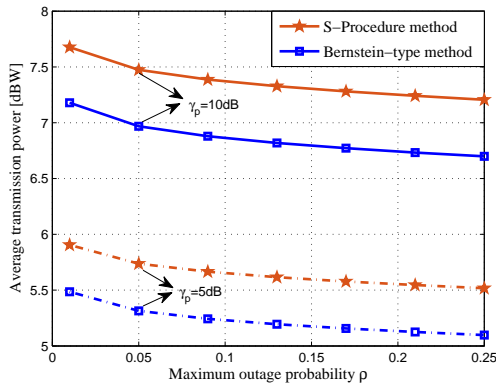 S-Procedure method
Bernstein-type method
Average transmission power [dBW]
8
7.5
7
6.5
6
5.5
5
γp=10dB
γp=5dB
0
0.05
0.1
0.15
0.2
0.25
Maximum outage probability ρ